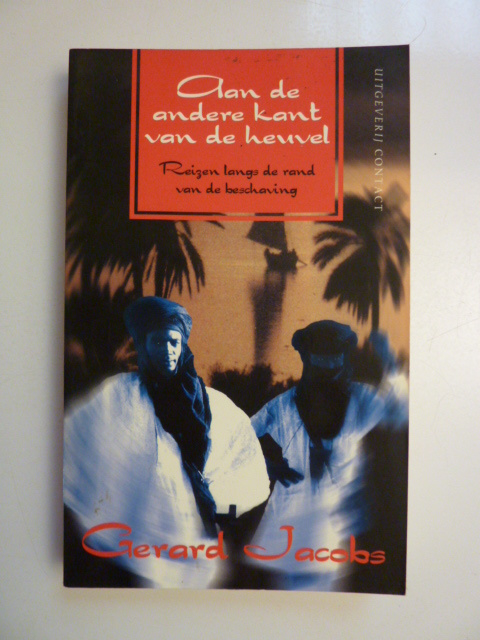 Aan de
andere kant
van de heuvel
Reizen langs de rand
van de beschaving
UITGEVERIJ CONTACT
Gerard Jacobs